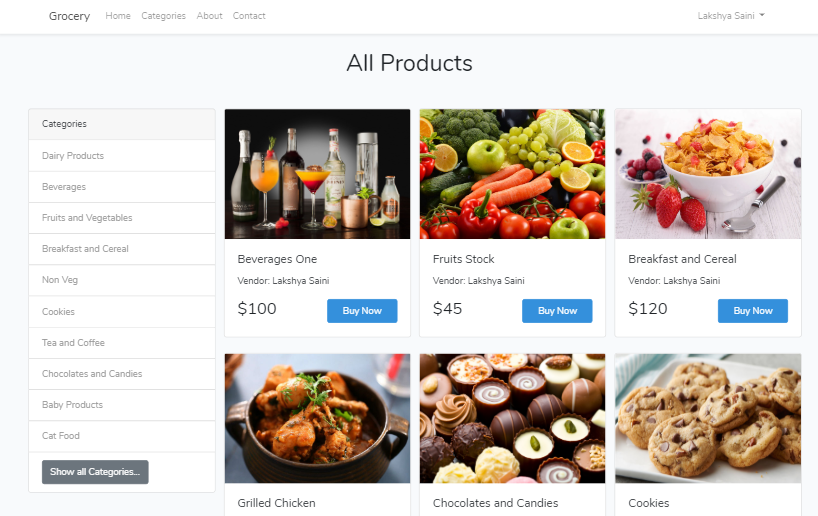 Grocery Home Categories About Contact Lakshya Saini
All Products
Categories
Dairy Products
Beverages
Fruits and Vegetables
Breakfast and Cereal
Non Veg
Cookies
Tea and Coffee
Chocolates and Candies
Baby Products
Cat Food
Show all Categories...
Beverages One
Vendor: Lakshya Saini
$100 Buy Now
Fruits Stock
Vendor: Lakshya Saini
$45 Buy Now
Breakfast and Cereal
Vendor: Lakshya Saini
$120 Buy Now
Grilled Chicken
Chocolates and Candies
Cookies